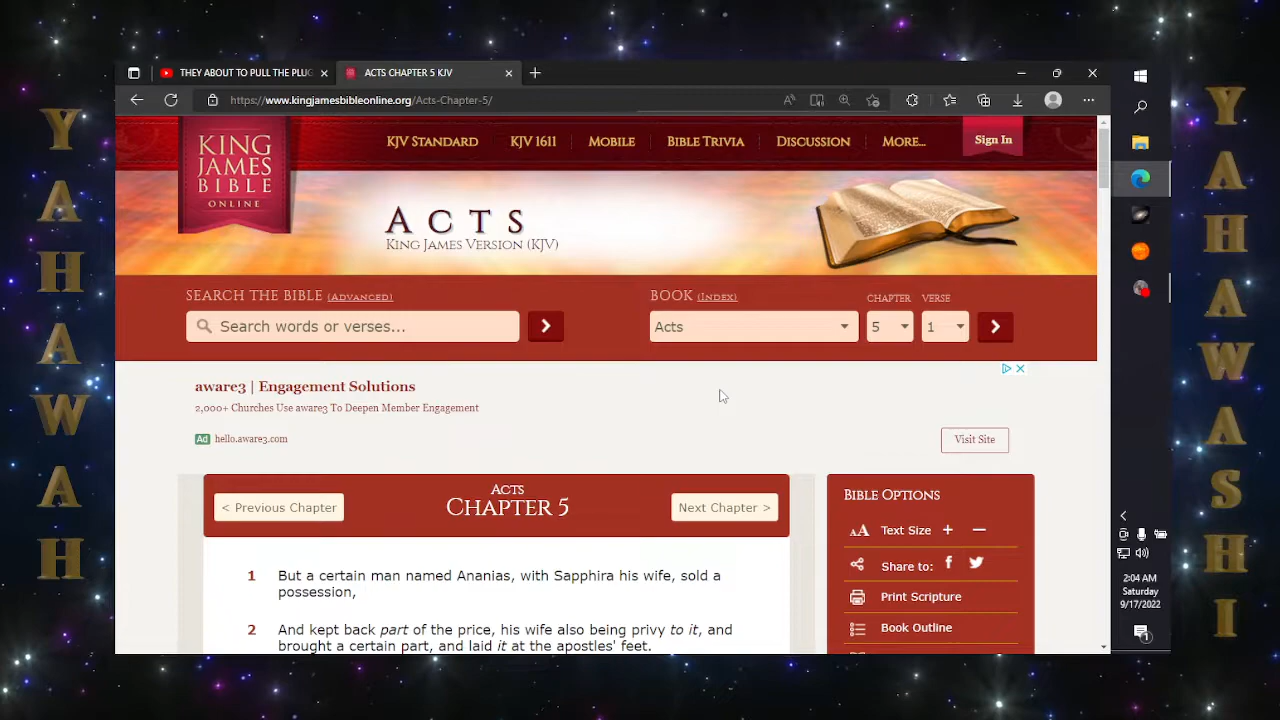 THEY ABOUT TO PULL THE PLUG
ACTS CHAPTER 5 KJV
https://www.kingjamesbibleonline.org/Acts-Chapter-5/
KING
JAMES
BIBLE
ONLINE
KJV STANDARD
KJV 1611
MOBILE
BIBLE TRIVIA
DISCUSSION
MORE...
Sign In
ACTS
KING JAMES VERSION (KJV)
SEARCH THE BIBLE (ADVANCED)
BOOK (INDEX)
CHAPTER
VERSE
Search words or verses...
Acts
5
1
aware3 | Engagement Solutions
2,000+ Churches Use aware3 To Deepen Member Engagement
Ad hello.aware3.com
Visit Site
ACTS
CHAPTER 5
< Previous Chapter
Next Chapter >
1 But a certain man named Ananias, with Sapphira his wife, sold a
possession,
2 And kept back part of the price, his wife also being privy to it, and
brought a certain part, and laid it at the apostles' feet.
BIBLE OPTIONS
AA Text Size + −
Share to:
Print Scripture
Book Outline
2:04 AM
Saturday
9/17/2022
1
YAHAWAH
YAHAWASHI